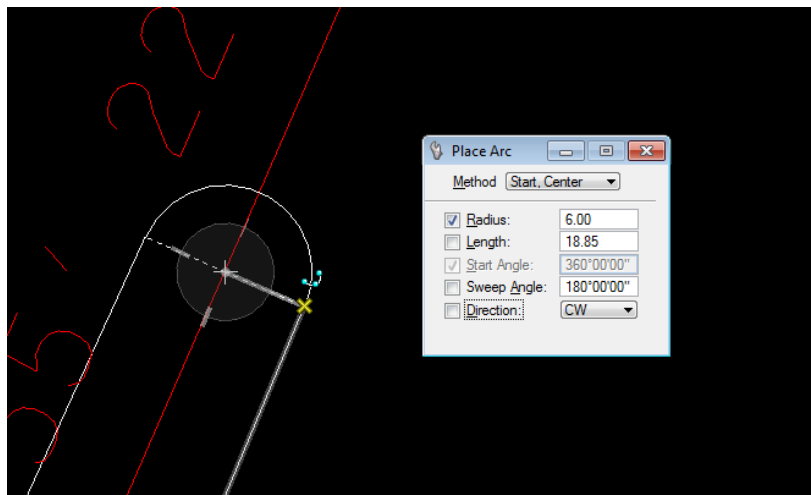 22
Place Arc
Method Start, Center
Radius: 6.00
Length: 18.85
Start Angle: 360°00'00"
Sweep Angle: 180°00'00"
Direction: CW